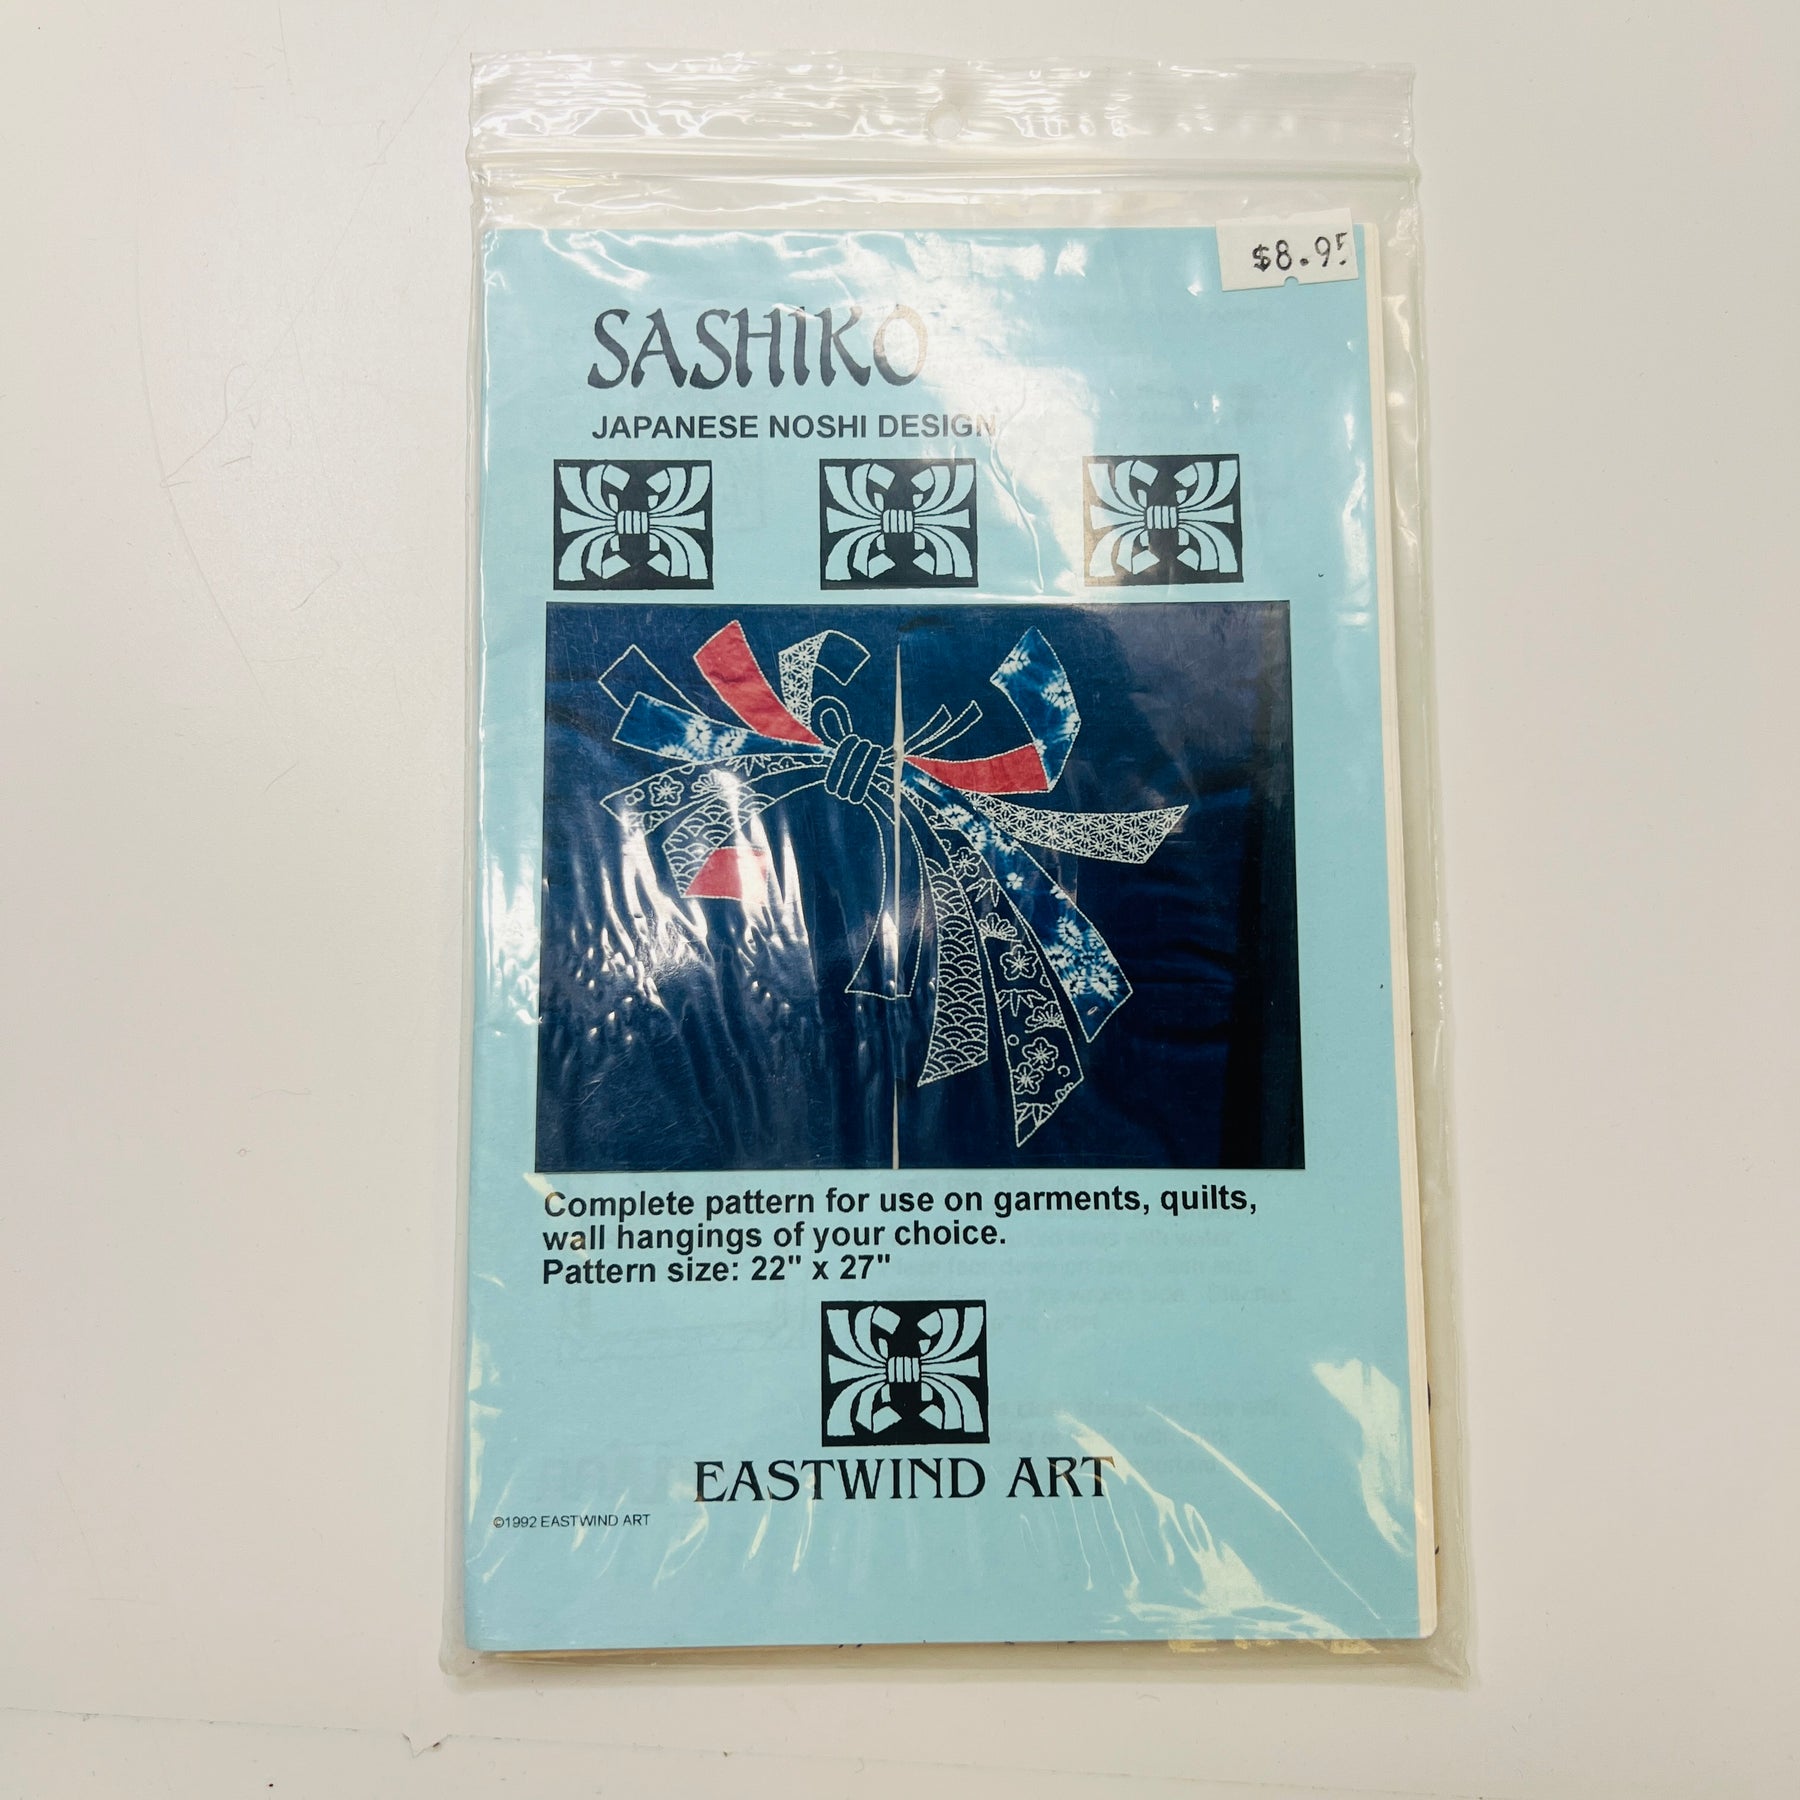 $8.95
SASHIKO
JAPANESE NOSHI DESIGN
Complete pattern for use on garments, quilts,
wall hangings of your choice.
Pattern size: 22" x 27"
EASTWIND ART
©1992 EASTWIND ART